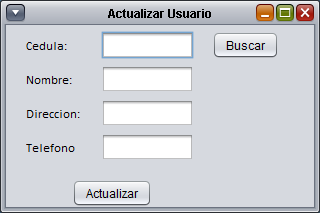 Actualizar Usuario
Cedula: Buscar
Nombre:
Direccion:
Telefono
Actualizar